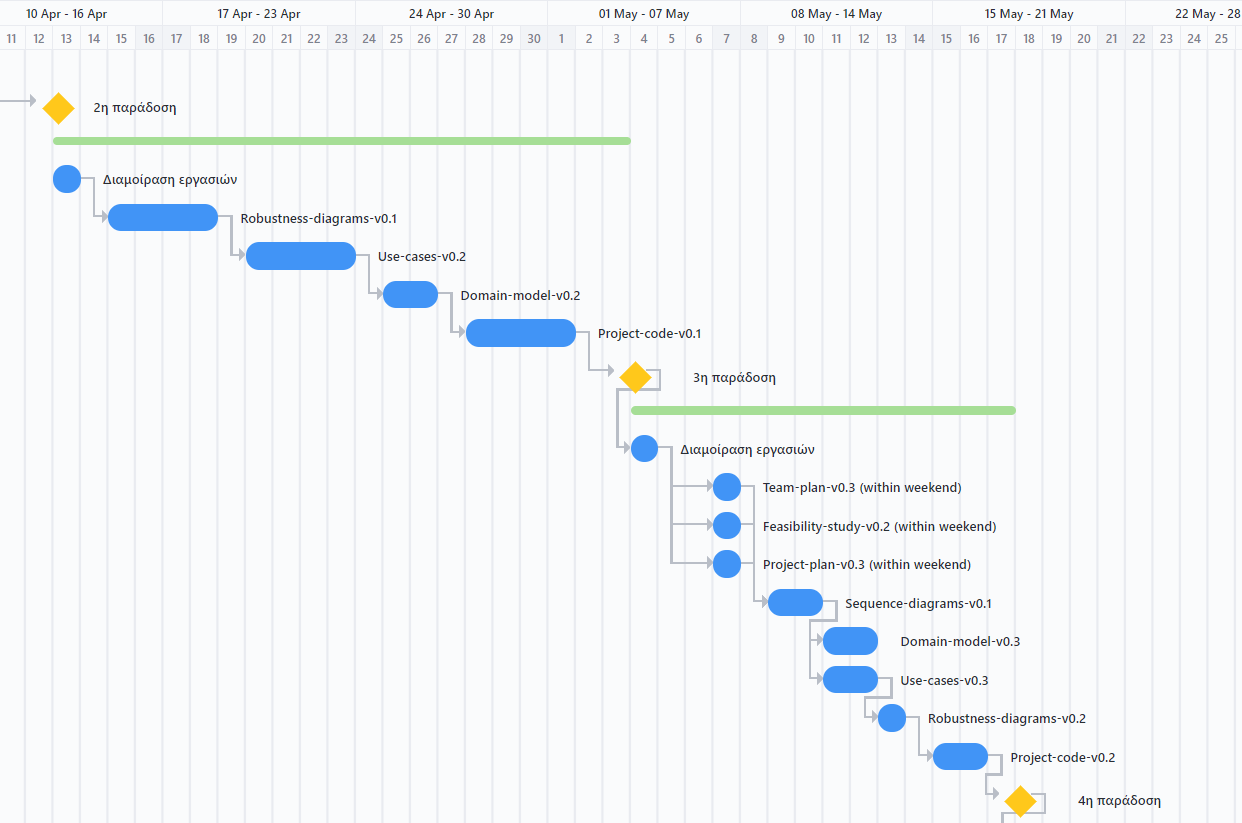 10 Apr - 16 Apr 17 Apr - 23 Apr 24 Apr - 30 Apr 01 May - 07 May 08 May - 14 May 15 May - 21 May 22 May - 28
11 12 13 14 15 16 17 18 19 20 21 22 23 24 25 26 27 28 29 30 1 2 3 4 5 6 7 8 9 10 11 12 13 14 15 16 17 18 19 20 21 22 23 24 25
2η παράδοση
Διαμοίραση εργασιών
Robustness-diagrams-v0.1
Use-cases-v0.2
Domain-model-v0.2
Project-code-v0.1
3η παράδοση
Διαμοίραση εργασιών
Team-plan-v0.3 (within weekend)
Feasibility-study-v0.2 (within weekend)
Project-plan-v0.3 (within weekend)
Sequence-diagrams-v0.1
Domain-model-v0.3
Use-cases-v0.3
Robustness-diagrams-v0.2
Project-code-v0.2
4η παράδοση